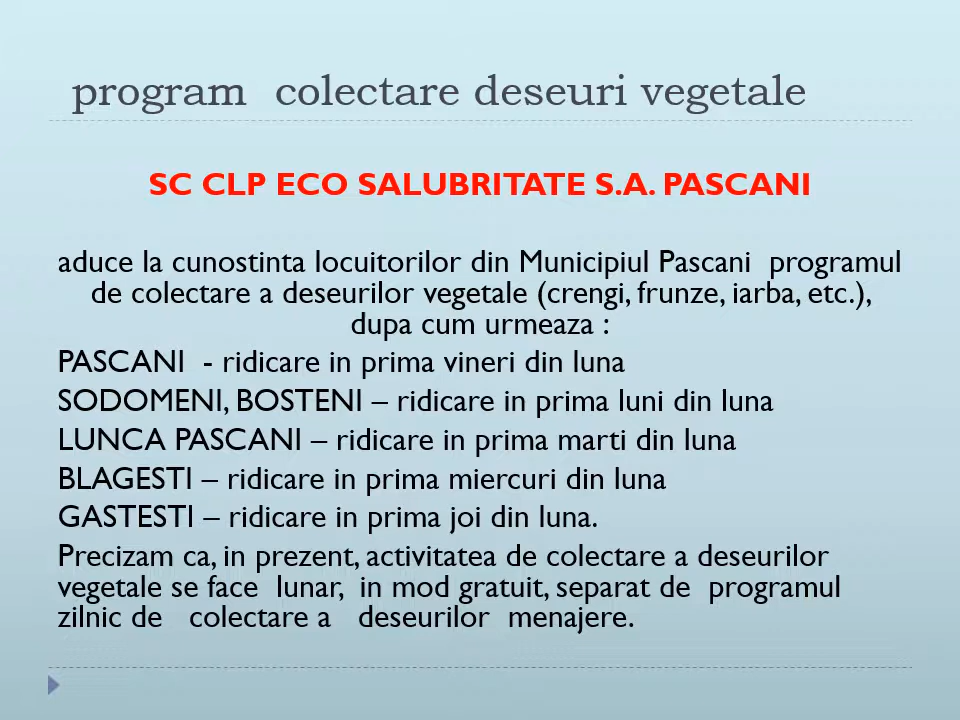 program colectare deseuri vegetale
SC CLP ECO SALUBRITATE S.A. PASCANI
aduce la cunostinta locuitorilor din Municipiul Pascani programul
de colectare a deseurilor vegetale (crengi, frunze, iarba, etc.),
dupa cum urmeaza :
PASCANI - ridicare in prima vineri din luna
SODOMENI, BOSTENI – ridicare in prima luni din luna
LUNCA PASCANI – ridicare in prima marti din luna
BLAGESTI – ridicare in prima miercuri din luna
GASTESTI – ridicare in prima joi din luna.
Precizam ca, in prezent, activitatea de colectare a deseurilor
vegetale se face lunar, in mod gratuit, separat de programul
zilnic de colectare a deseurilor menajere.